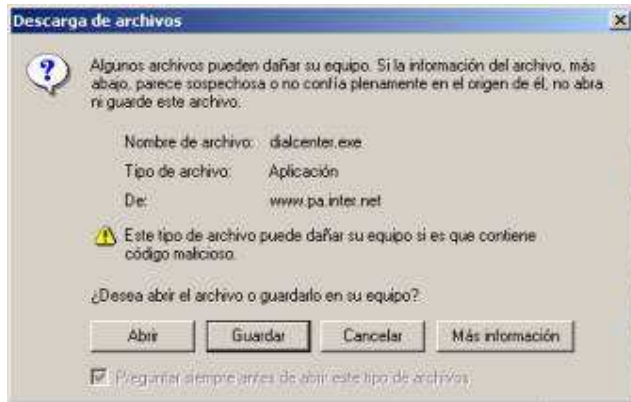 Descarga de archivos
Algunos archivos pueden dañar su equipo. Si la información del archivo, más
abajo, parece sospechosa o no confía plenamente en el origen de él, no abra
ni guarde este archivo.
Nombre de archivo: dialcenter.exe
Tipo de archivo: Aplicación
De: www.pa.inter.net
Este tipo de archivo puede dañar su equipo si es que contiene
código malicioso.
¿Desea abrir el archivo o guardarlo en su equipo?
Abrir Guardar Cancelar Más información
Preguntar siempre antes de abrir este tipo de archivos